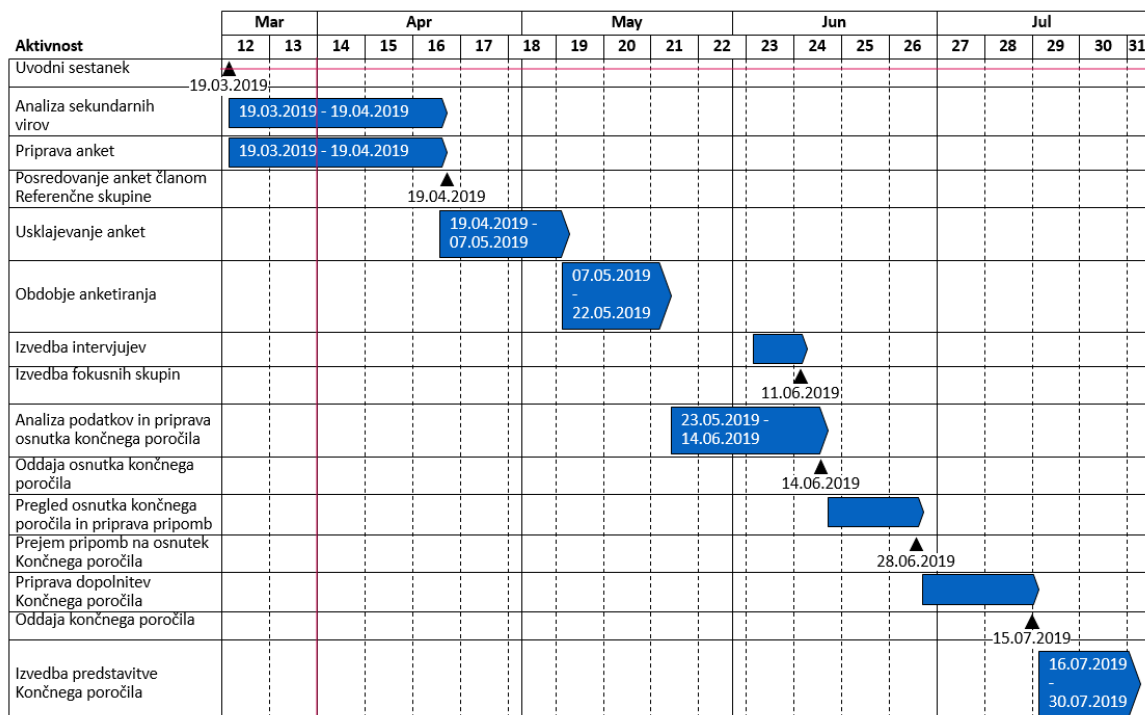 Mar Apr May Jun Jul
Aktivnost 12 13 14 15 16 17 18 19 20 21 22 23 24 25 26 27 28 29 30 31
Uvodni sestanek
19.03.2019
Analiza sekundarnih
virov
19.03.2019 - 19.04.2019
Priprava anket
19.03.2019 - 19.04.2019
Posredovanje anket članom
Referenčne skupine
19.04.2019
Usklajevanje anket
19.04.2019 -
07.05.2019
Obdobje anketiranja
07.05.2019
-
22.05.2019
Izvedba intervjujev
Izvedba fokusnih skupin
11.06.2019
Analiza podatkov in priprava
osnutka končnega poročila
23.05.2019 -
14.06.2019
Oddaja osnutka končnega
poročila
14.06.2019
Pregled osnutka končnega
poročila in priprava pripomb
Prejem pripomb na osnutek
Končnega poročila
28.06.2019
Priprava dopolnitev
Končnega poročila
Oddaja končnega poročila
15.07.2019
Izvedba predstavitve
Končnega poročila
16.07.2019
-
30.07.2019